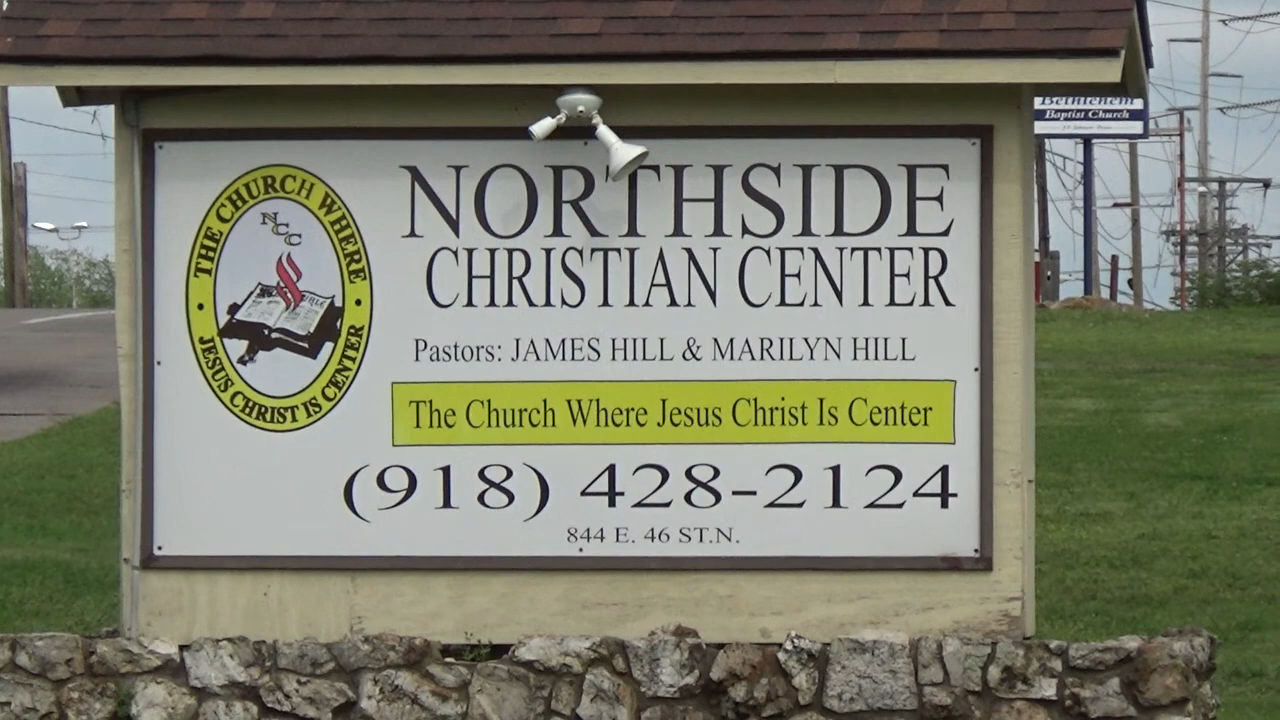 THE CHURCH WHERE
NCC
BIBLE
JESUS CHRIST IS CENTER
NORTHSIDE
CHRISTIAN CENTER
Pastors: JAMES HILL & MARILYN HILL
The Church Where Jesus Christ Is Center
(918) 428-2124
844 E. 46 ST.N.
Bethlehem
Baptist Church